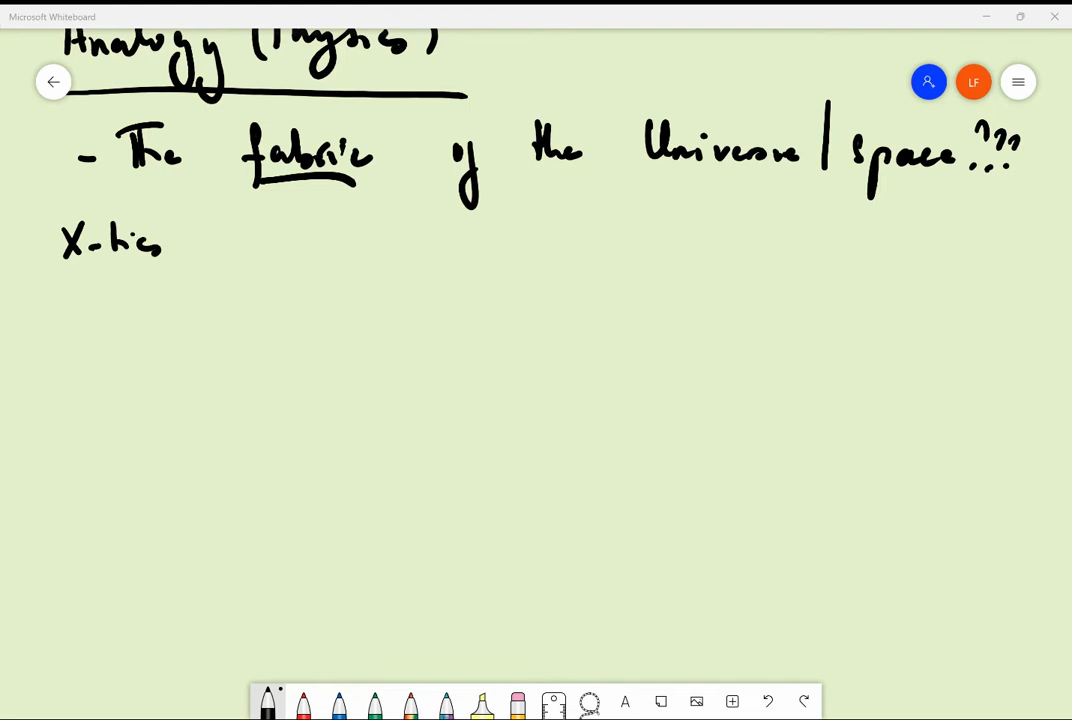 Microsoft Whiteboard
Analogy (Physics)
LF
- The fabric of the Universe/space???
X-tics
A